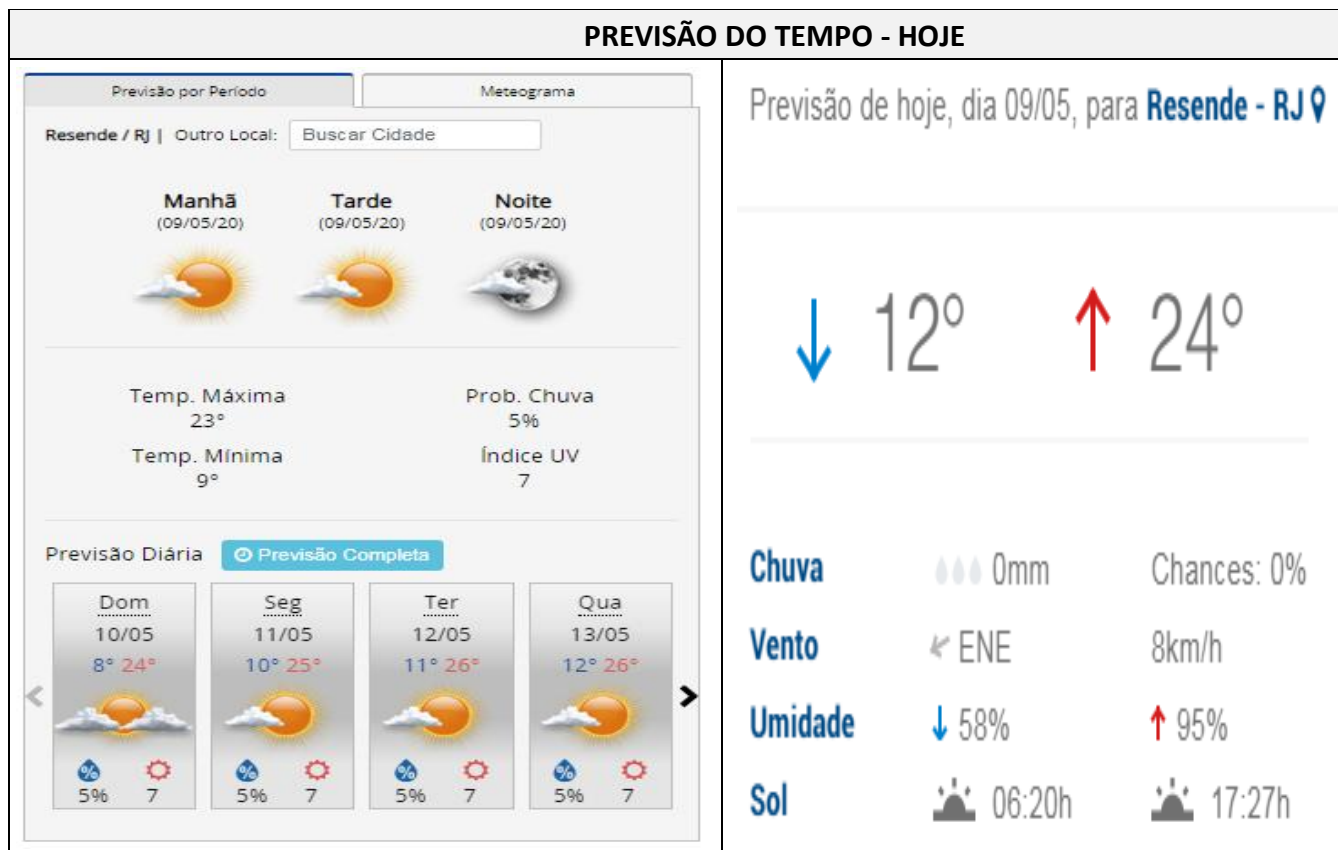 PREVISÃO DO TEMPO - HOJE
Previsão por Período
Meteograma
Resende / RJ | Outro Local: Buscar Cidade
Manhã Tarde Noite
(09/05/20) (09/05/20) (09/05/20)
Temp. Máxima Prob. Chuva
23° 5%
Temp. Mínima Índice UV
9° 7
Previsão Diária Previsão Completa
Dom Seg Ter Qua
10/05 11/05 12/05 13/05
8° 24° 10° 25° 11° 26° 12° 26°
% % % %
5% 7 5% 7 5% 7 5% 7
Previsão de hoje, dia 09/05, para Resende - RJ
↓ 12° ↑ 24°
Chuva 0mm Chances: 0%
Vento ENE 8km/h
Umidade ↓ 58% ↑ 95%
Sol 06:20h 17:27h